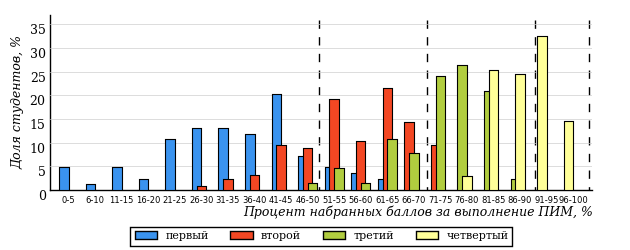 Доля студентов, %
35
30
25
20
15
10
5
0
0-5 6-10 11-15 16-20 21-25 26-30 31-35 36-40 41-45 46-50 51-55 56-60 61-65 66-70 71-75 76-80 81-85 86-90 91-95 96-100
Процент набранных баллов за выполнение ПИМ, %
первый второй третий четвертый